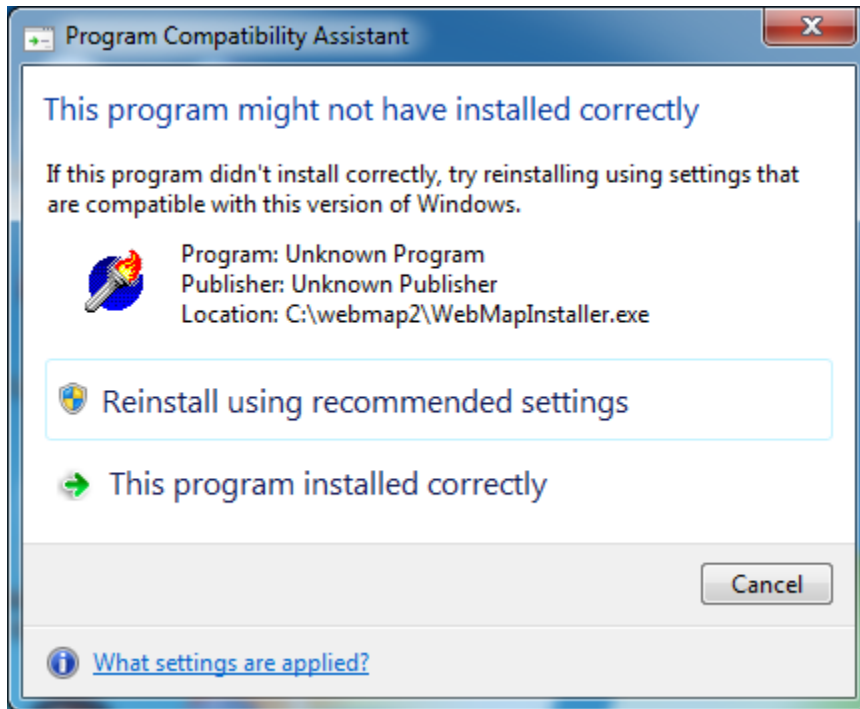 Program Compatibility Assistant
This program might not have installed correctly
If this program didn't install correctly, try reinstalling using settings that
are compatible with this version of Windows.
Program: Unknown Program
Publisher: Unknown Publisher
Location: C:\webmap2\WebMapInstaller.exe
Reinstall using recommended settings
This program installed correctly
Cancel
What settings are applied?